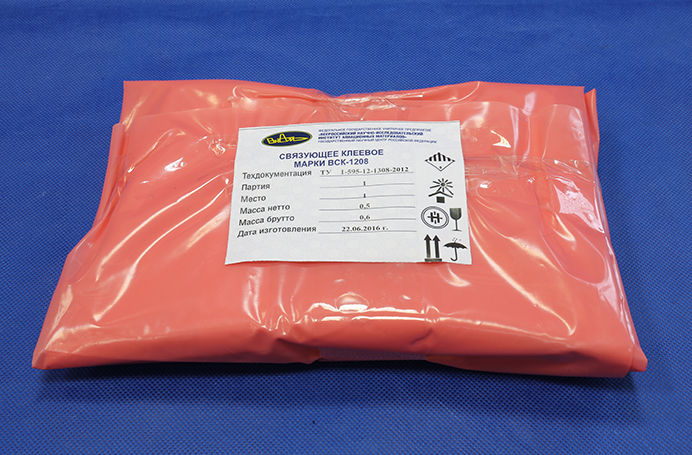 ВИАМ
ФЕДЕРАЛЬНОЕ ГОСУДАРСТВЕННОЕ УНИТАРНОЕ ПРЕДПРИЯТИЕ
«ВСЕРОССИЙСКИЙ НАУЧНО-ИССЛЕДОВАТЕЛЬСКИЙ
ИНСТИТУТ АВИАЦИОННЫХ МАТЕРИАЛОВ»
ГОСУДАРСТВЕННЫЙ НАУЧНЫЙ ЦЕНТР РОССИЙСКОЙ ФЕДЕРАЦИИ
СВЯЗУЮЩЕЕ КЛЕЕВОЕ
МАРКИ ВСК-1208
Техдокументация ТУ 1-595-12-1308-2012
Партия 1
Место 1
Масса нетто 0,5
Масса брутто 0,6
Дата изготовления 22.06.2016 г.